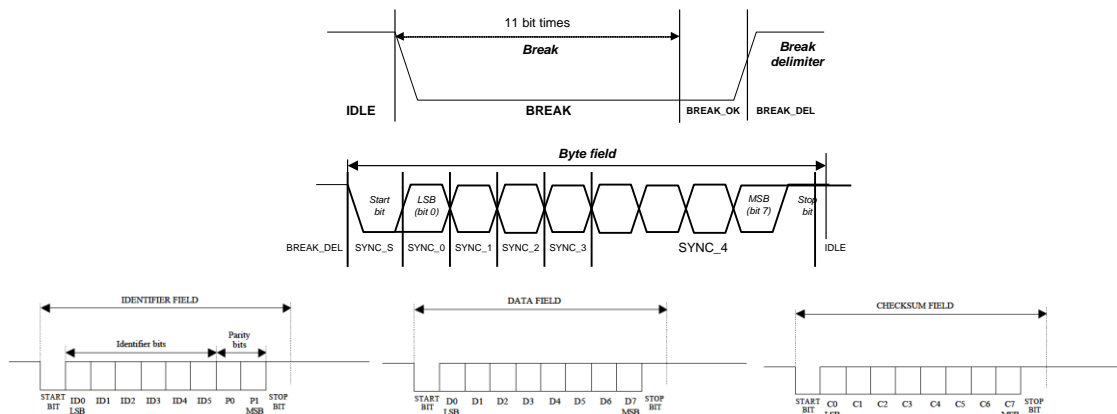 11 bit times
Break
Break
delimiter
IDLE BREAK BREAK_OK BREAK_DEL
Byte field
Start
bit
LSB
(bit 0)
MSB
(bit 7)
Stop
bit
BREAK_DEL SYNC_S SYNC_0 SYNC_1 SYNC_2 SYNC_3 SYNC_4 IDLE
IDENTIFIER FIELD
Identifier bits
Parity
bits
START
BIT
ID0
LSB
ID1 ID2 ID3 ID4 ID5 P0
P1
MSB
STOP
BIT
DATA FIELD
START
BIT
D0
LSB
D1 D2 D3 D4 D5 D6
D7
MSB
STOP
BIT
CHECKSUM FIELD
START
BIT
C0
LSB
C1 C2 C3 C4 C5 C6
C7
MSB
STOP
BIT